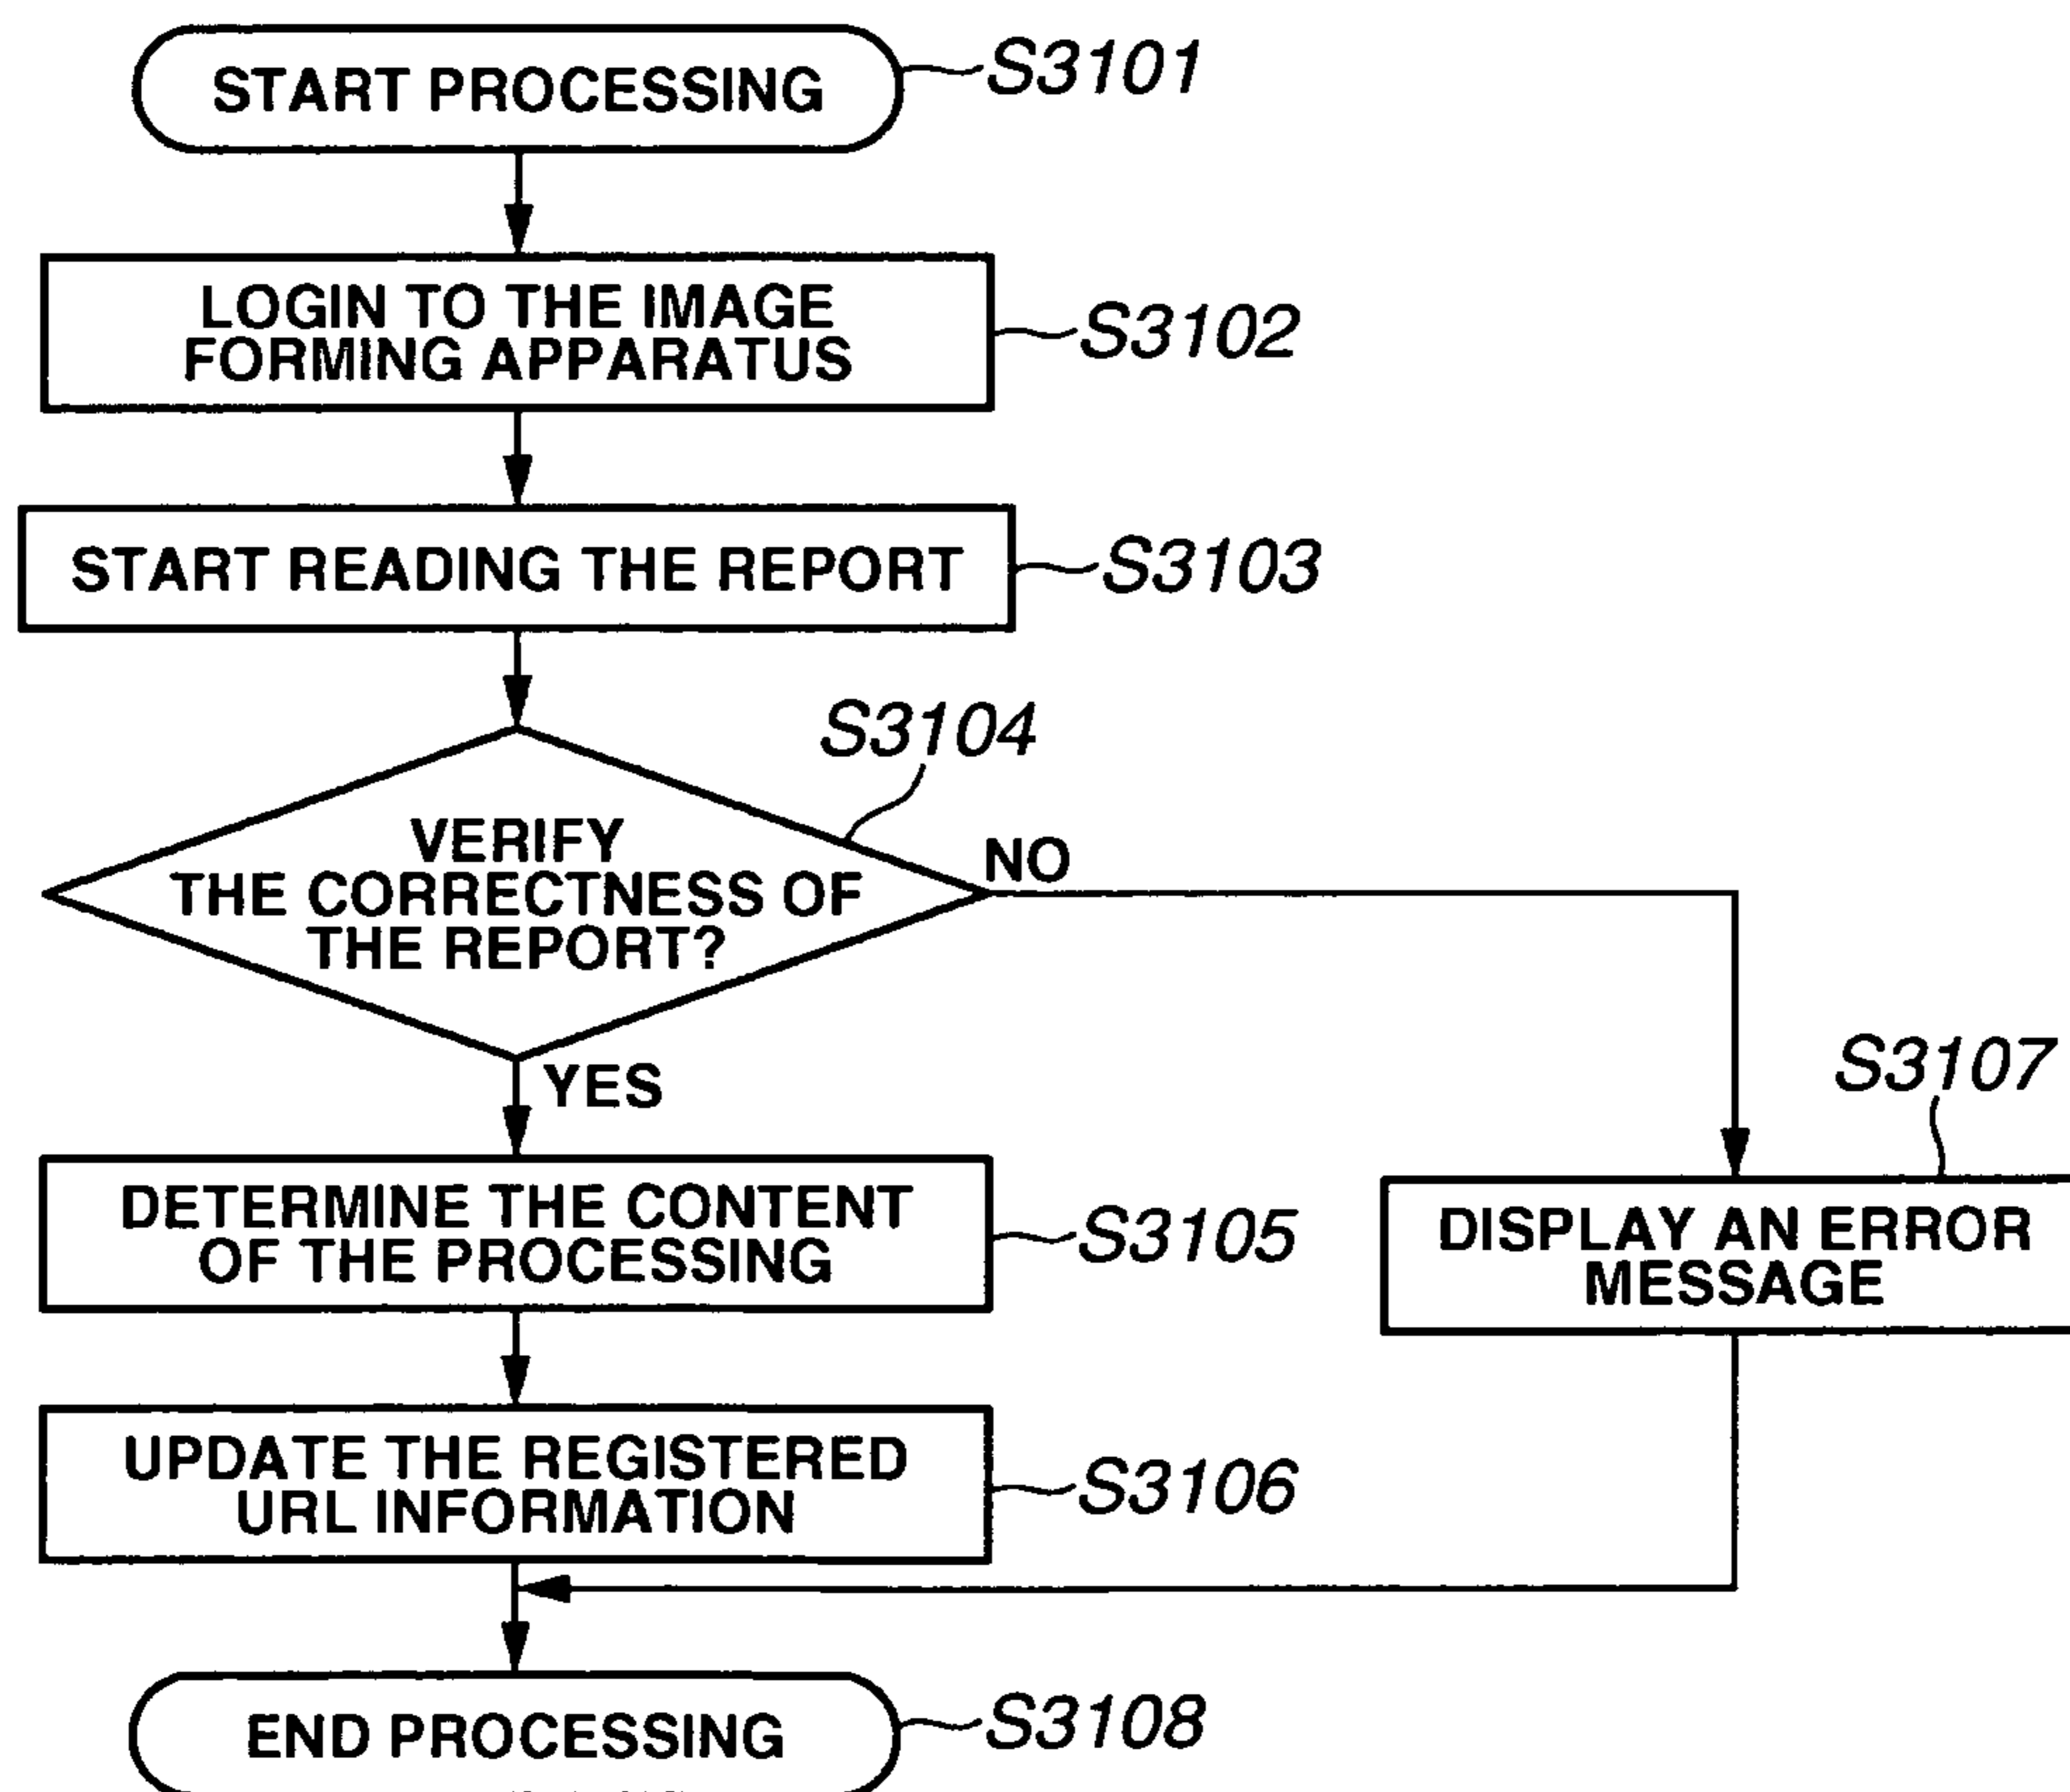 START PROCESSING
S3101
LOGIN TO THE IMAGE
FORMING APPARATUS
S3102
START READING THE REPORT
S3103
S3104
VERIFY
THE CORRECTNESS OF
THE REPORT?
NO
YES
S3107
DETERMINE THE CONTENT
OF THE PROCESSING
S3105
DISPLAY AN ERROR
MESSAGE
UPDATE THE REGISTERED
URL INFORMATION
S3106
END PROCESSING
S3108